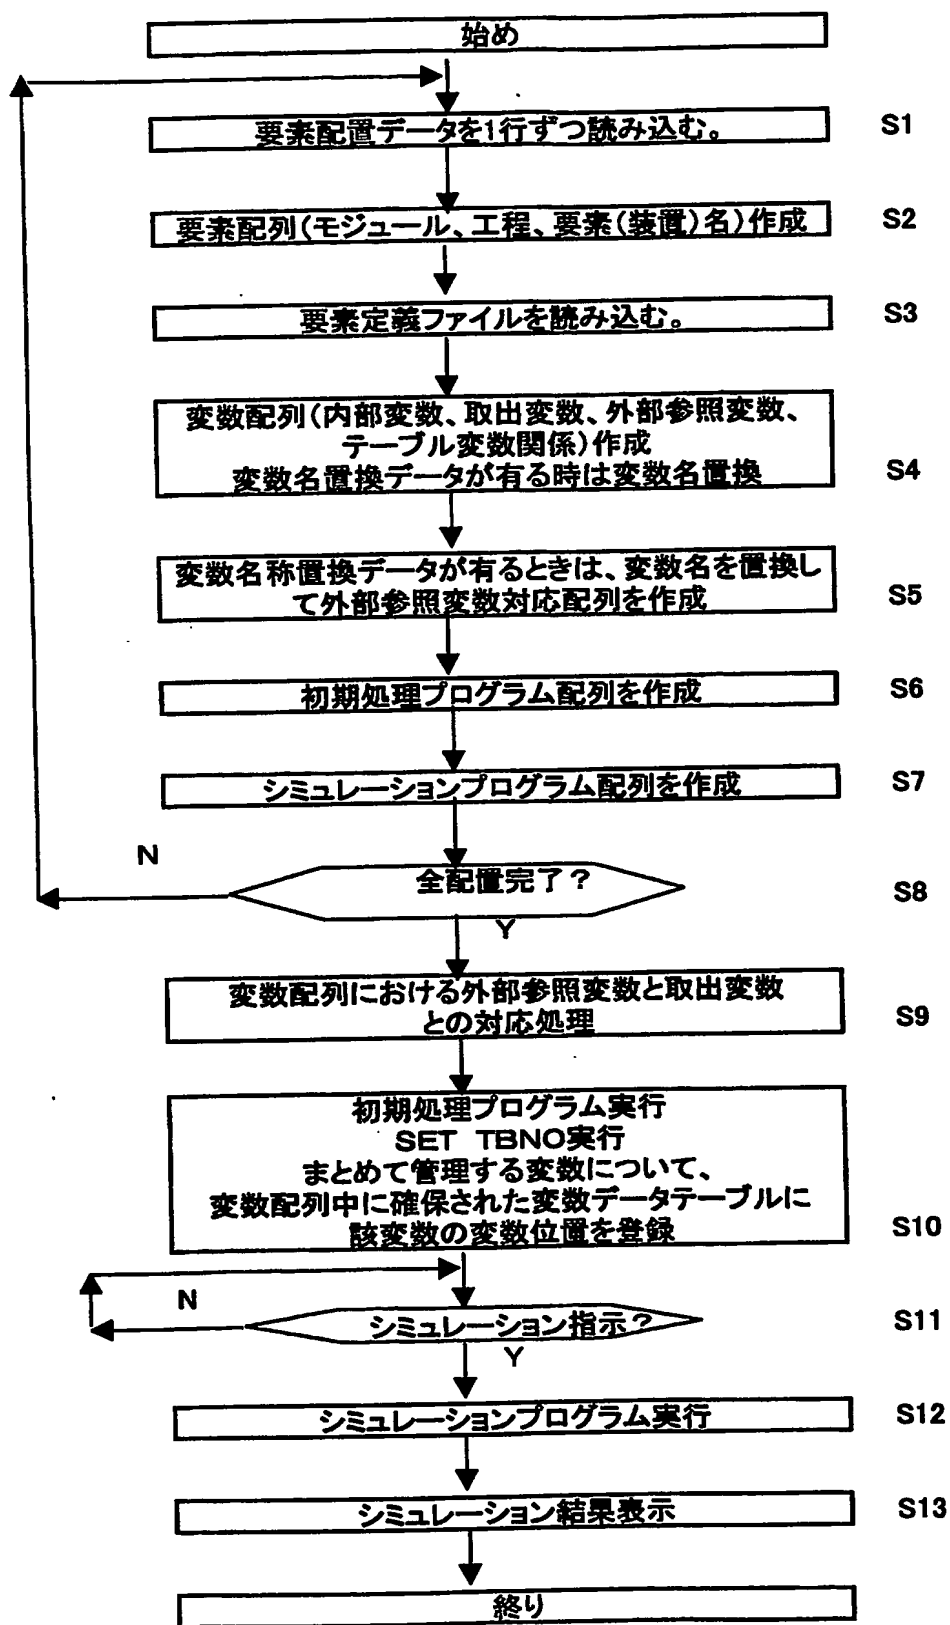 始め
要素配置データを1行ずつ読み込む。
S1
要素配列(モジュール、工程、要素(装置)名)作成
S2
要素定義ファイルを読み込む。
S3
変数配列(内部変数、取出変数、外部参照変数、
テーブル変数関係)作成
変数名置換データが有る時は変数名置換
S4
変数名称置換データが有るときは、変数名を置換し
て外部参照変数対応配列を作成
S5
初期処理プログラム配列を作成
S6
シミュレーションプログラム配列を作成
S7
N
全配置完了?
S8
Y
変数配列における外部参照変数と取出変数
との対応処理
S9
初期処理プログラム実行
SET TBNO実行
まとめて管理する変数について、
変数配列中に確保された変数データテーブルに
該変数の変数位置を登録
S10
N
シミュレーション指示?
S11
Y
シミュレーションプログラム実行
S12
シミュレーション結果表示
S13
終り